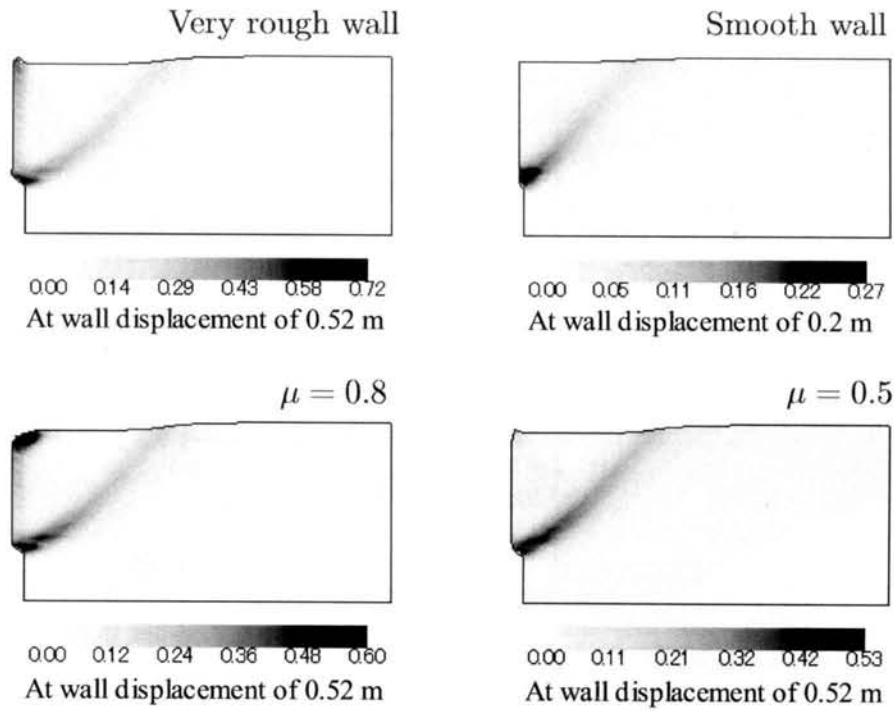 Very rough wall
Smooth wall
0.00 0.14 0.29 0.43 0.58 0.72
At wall displacement of 0.52 m
0.00 0.05 0.11 0.16 0.22 0.27
At wall displacement of 0.2 m
μ = 0.8
μ = 0.5
0.00 0.12 0.24 0.36 0.48 0.60
At wall displacement of 0.52 m
0.00 0.11 0.21 0.32 0.42 0.53
At wall displacement of 0.52 m